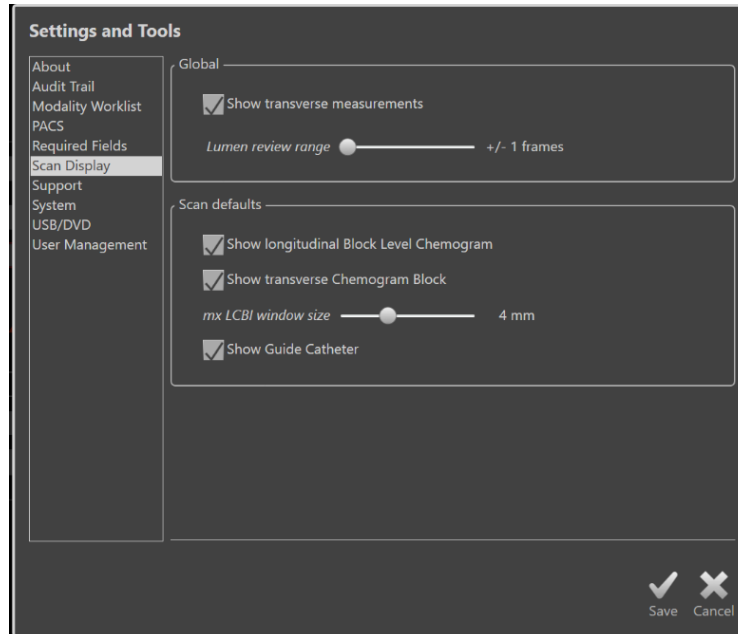 Settings and Tools
About
Audit Trail
Modality Worklist
PACS
Required Fields
Scan Display
Support
System
USB/DVD
User Management
Global
Show transverse measurements
Lumen review range +/- 1 frames
Scan defaults
Show longitudinal Block Level Chemogram
Show transverse Chemogram Block
mx LCBI window size 4 mm
Show Guide Catheter
Save Cancel